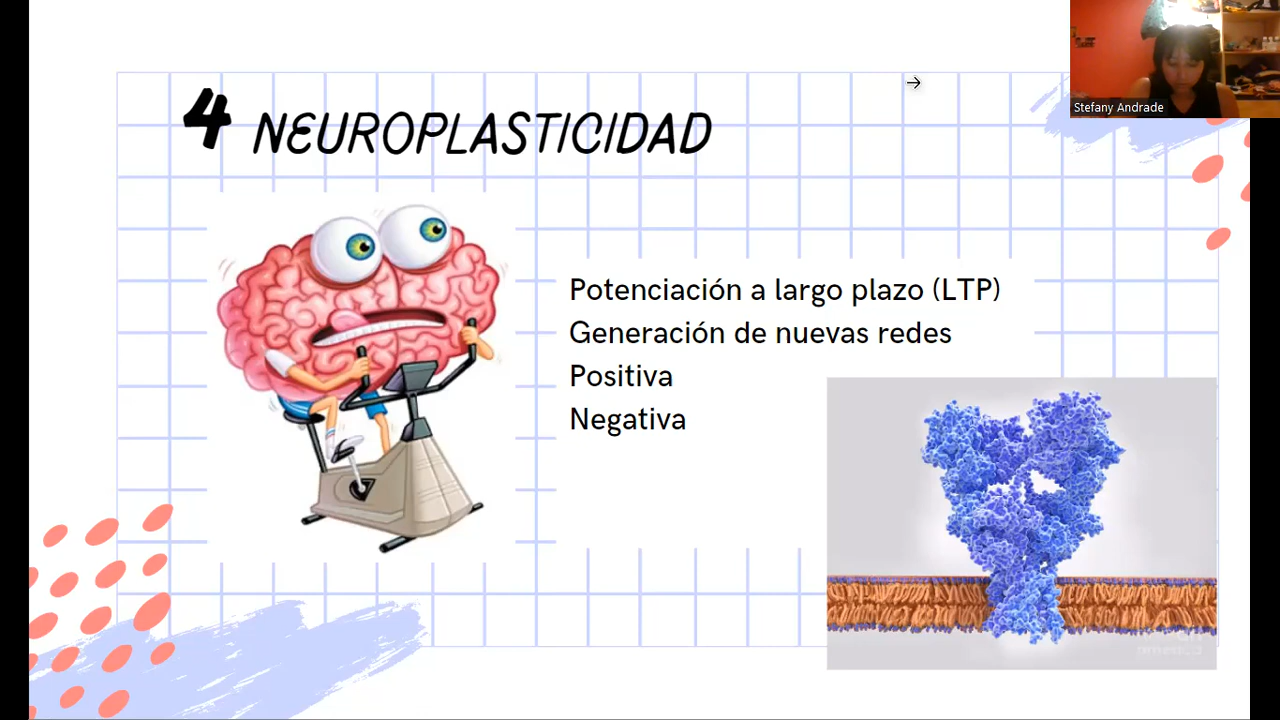 4 NEUROPLASTICIDAD
Potenciación a largo plazo (LTP)
Generación de nuevas redes
Positiva
Negativa
Stefany Andrade